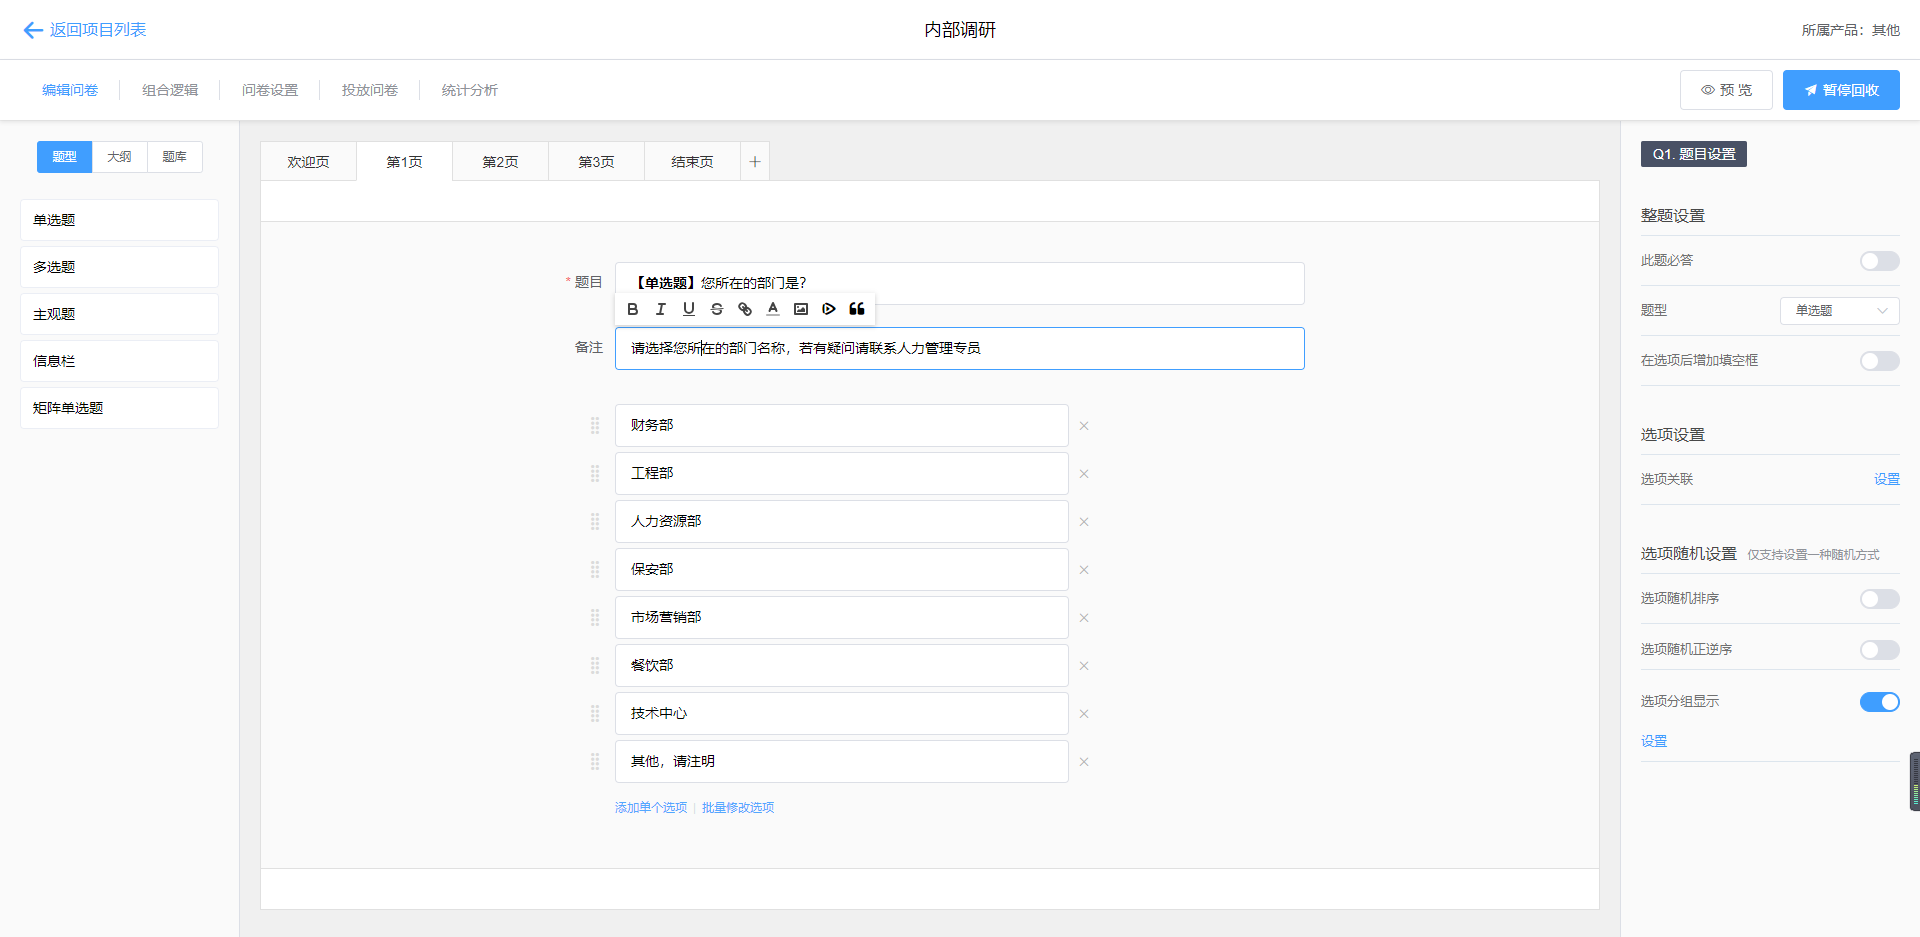 返回项目列表
内部调研
所属产品：其他
编辑问卷
组合逻辑
问卷设置
投放问卷
统计分析
预 览
暂停回收
题型
大纲
题库
单选题
多选题
主观题
信息栏
矩阵单选题
欢迎页
第1页
第2页
第3页
结束页
* 题目
【单选题】您所在的部门是？
备注
请选择您所在的部门名称，若有疑问请联系人力管理专员
财务部
工程部
人力资源部
保安部
市场营销部
餐饮部
技术中心
其他，请注明
添加单个选项 | 批量修改选项
Q1. 题目设置
整题设置
此题必答
题型
单选题
在选项后增加填空框
选项设置
选项关联
设置
选项随机设置 仅支持设置一种随机方式
选项随机排序
选项随机正逆序
选项分组显示
设置